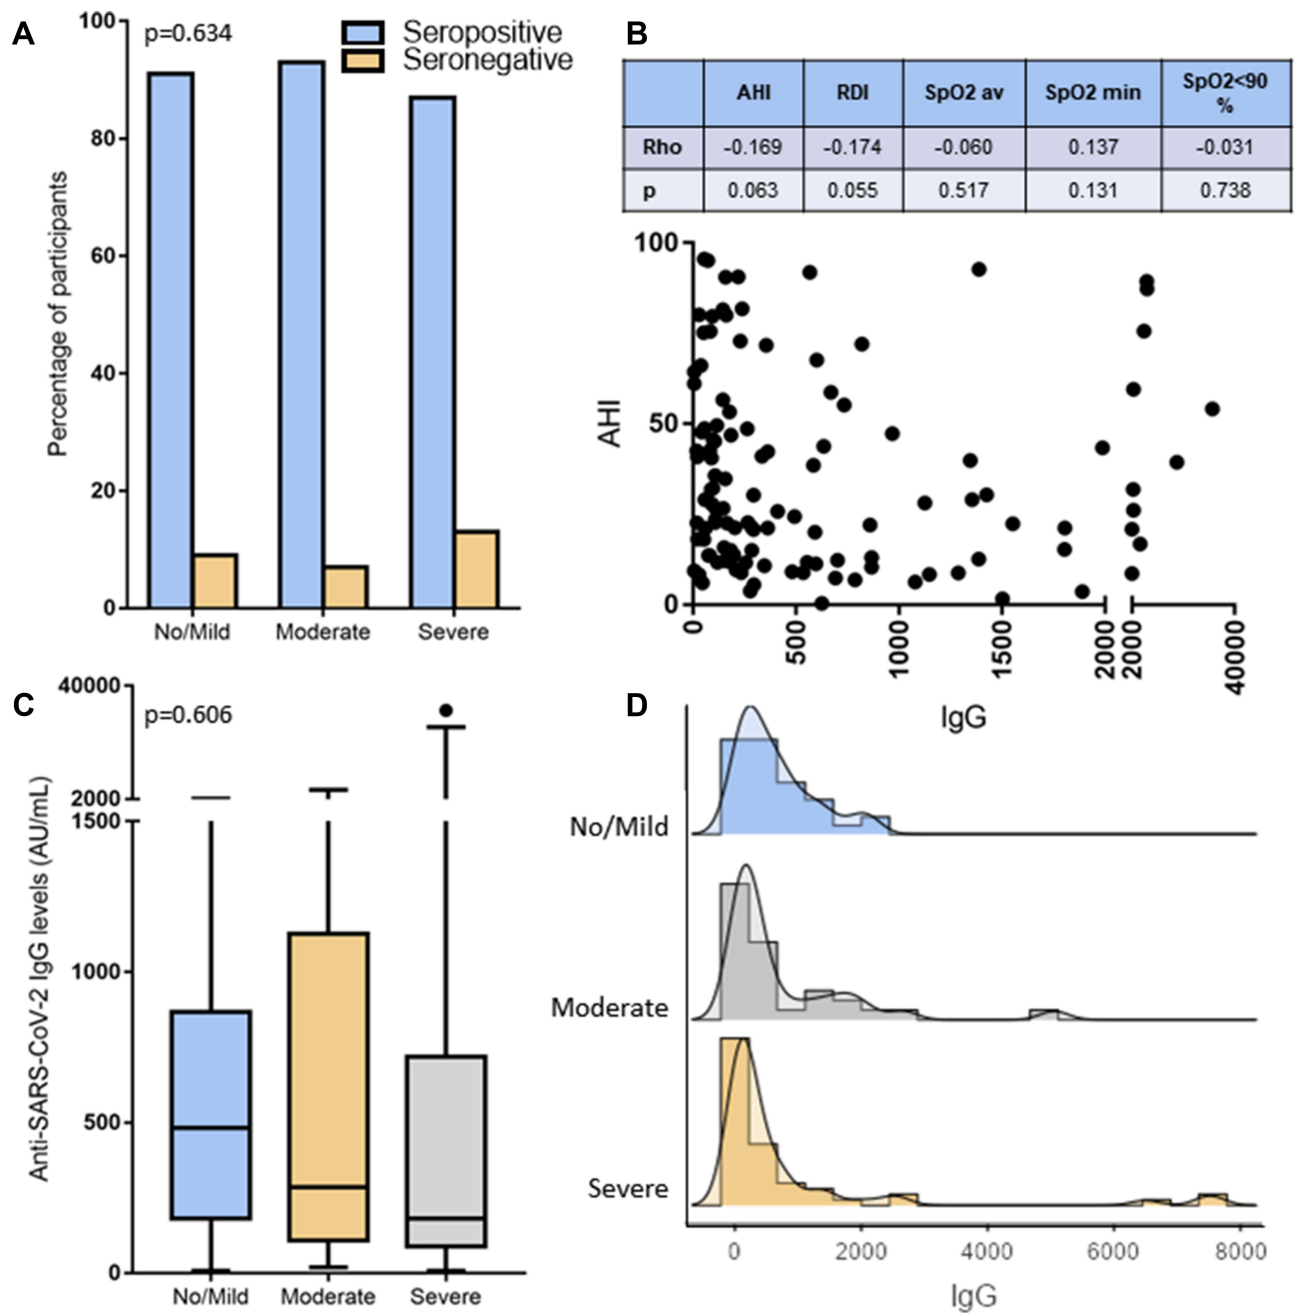 A
p=0.634
Seropositive
Seronegative
100
80
60
40
20
0
Percentage of participants
No/Mild Moderate Severe
B
AHI RDI SpO2 av SpO2 min SpO2<90
%
Rho -0.169 -0.174 -0.060 0.137 -0.031
p 0.063 0.055 0.517 0.131 0.738
100
50
0
AHI
0 500 1000 1500 2000 2000 40000
IgG
C
p=0.606
40000
2000
1500
1000
500
0
Anti-SARS-CoV-2 IgG levels (AU/mL)
No/Mild Moderate Severe
D
No/Mild
Moderate
Severe
0 2000 4000 6000 8000
IgG